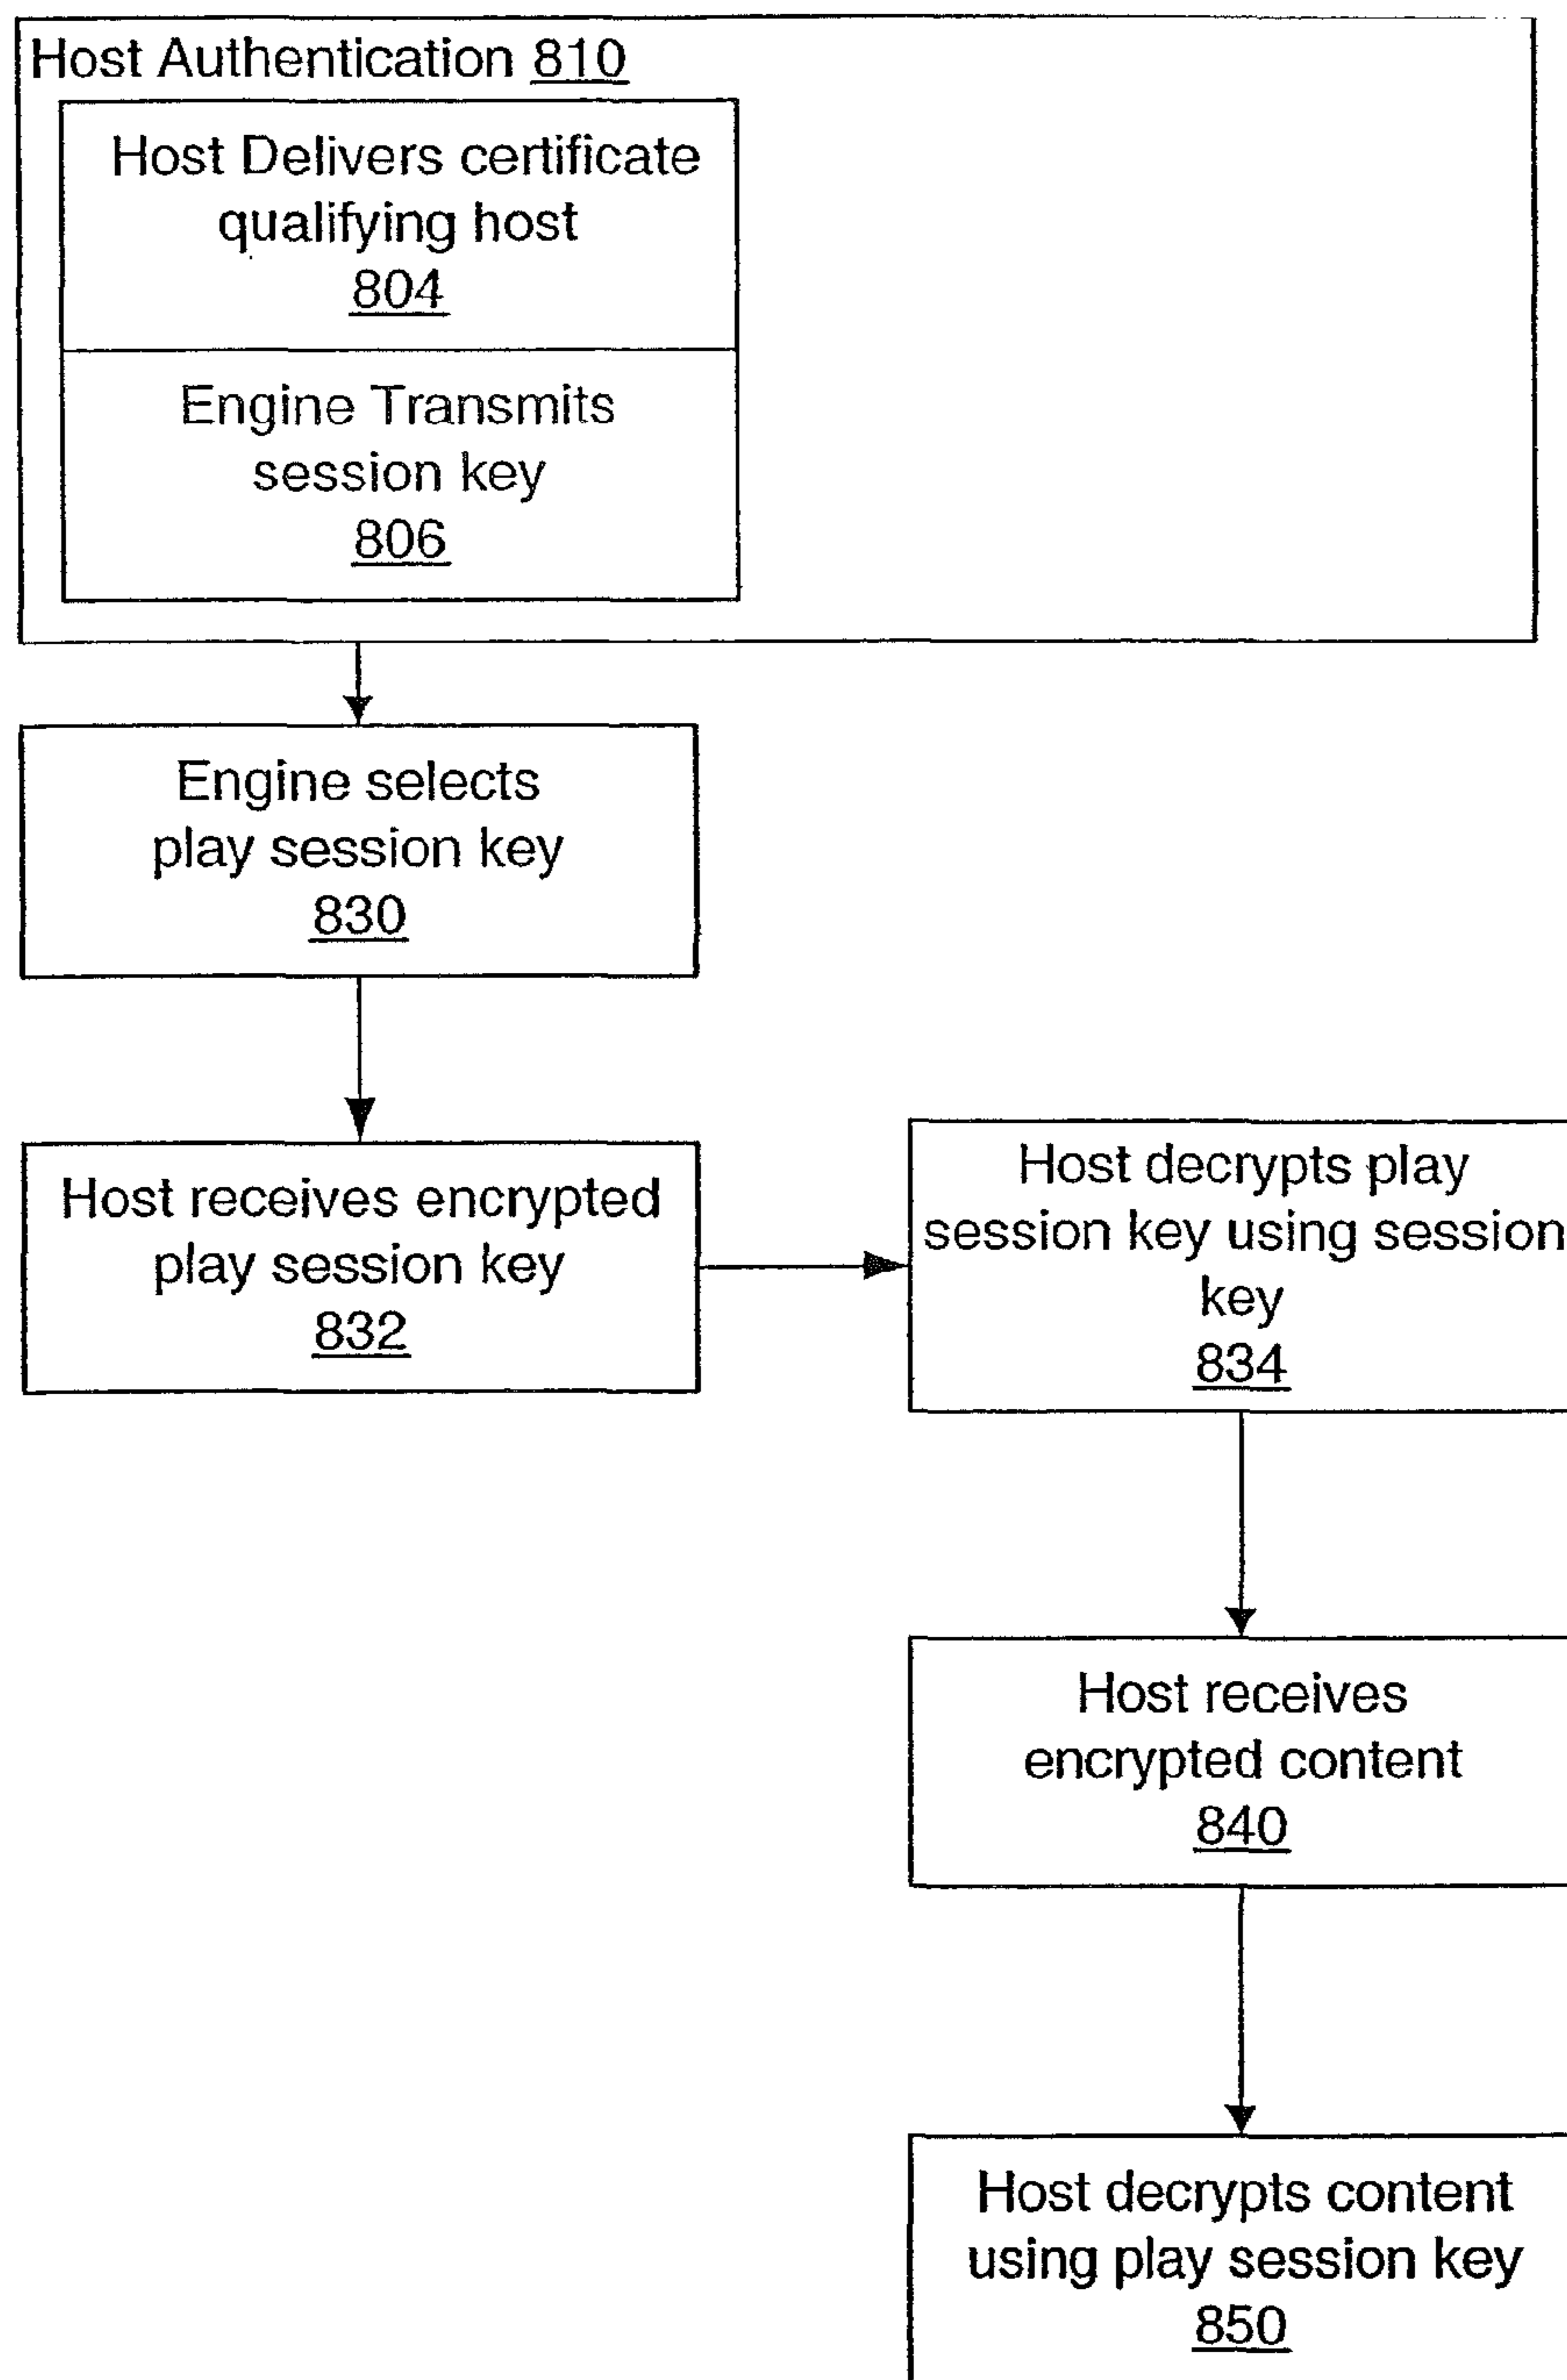 Host Authentication 810
Host Delivers certificate
qualifying host
804
Engine Transmits
session key
806
Engine selects
play session key
830
Host receives encrypted
play session key
832
Host decrypts play
session key using session
key
834
Host receives
encrypted content
840
Host decrypts content
using play session key
850